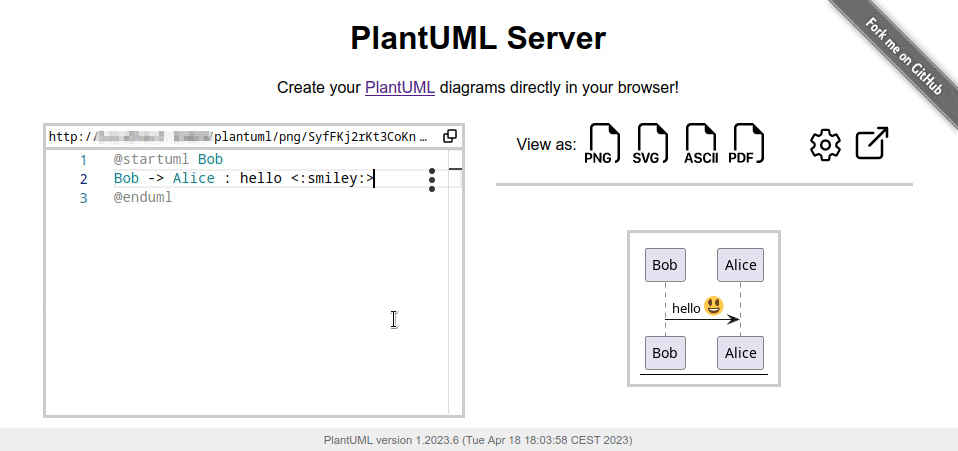 PlantUML Server
Fork me on GitHub
Create your PlantUML diagrams directly in your browser!
http:// /plantuml/png/SyfFKj2rKt3CoKn …
1 @startuml Bob
2 Bob -> Alice : hello <:smiley:>
3 @enduml
View as: PNG SVG ASCII PDF
Bob Alice
hello
Bob Alice
PlantUML version 1.2023.6 (Tue Apr 18 18:03:58 CEST 2023)